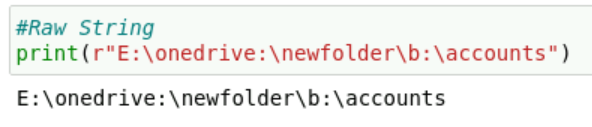 #Raw String
print(r"E:\onedrive:\newfolder\b:\accounts")
E:\onedrive:\newfolder\b:\accounts